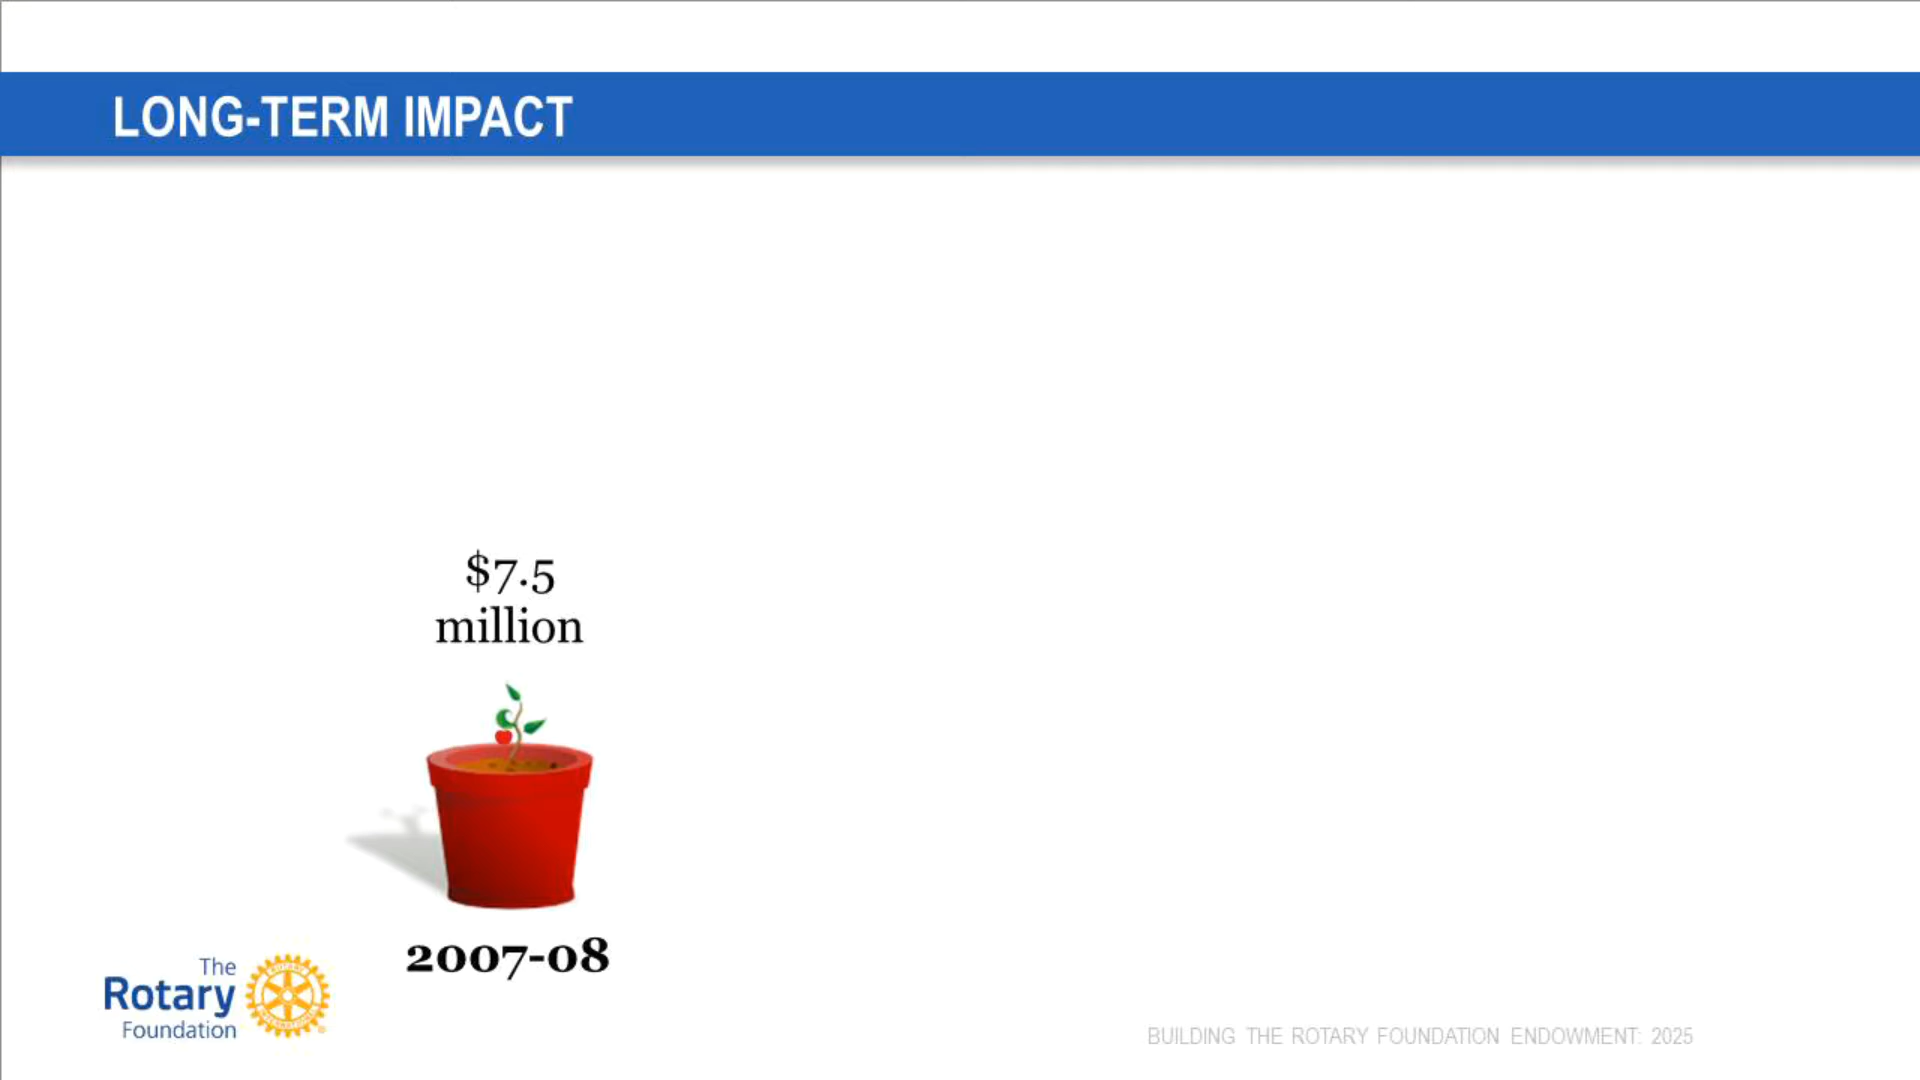 LONG-TERM IMPACT
$7.5
million
2007-08
The
Rotary
Foundation
BUILDING THE ROTARY FOUNDATION ENDOWMENT: 2025